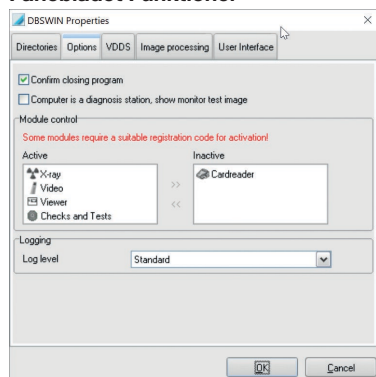 DBSWIN Properties
Directories Options VDDS Image processing User Interface
Confirm closing program
Computer is a diagnosis station, show monitor test image
Module control
Some modules require a suitable registration code for activation!
Active Inactive
X-ray Cardreader
Video >>
Viewer <<
Checks and Tests
Logging
Log level Standard
OK Cancel